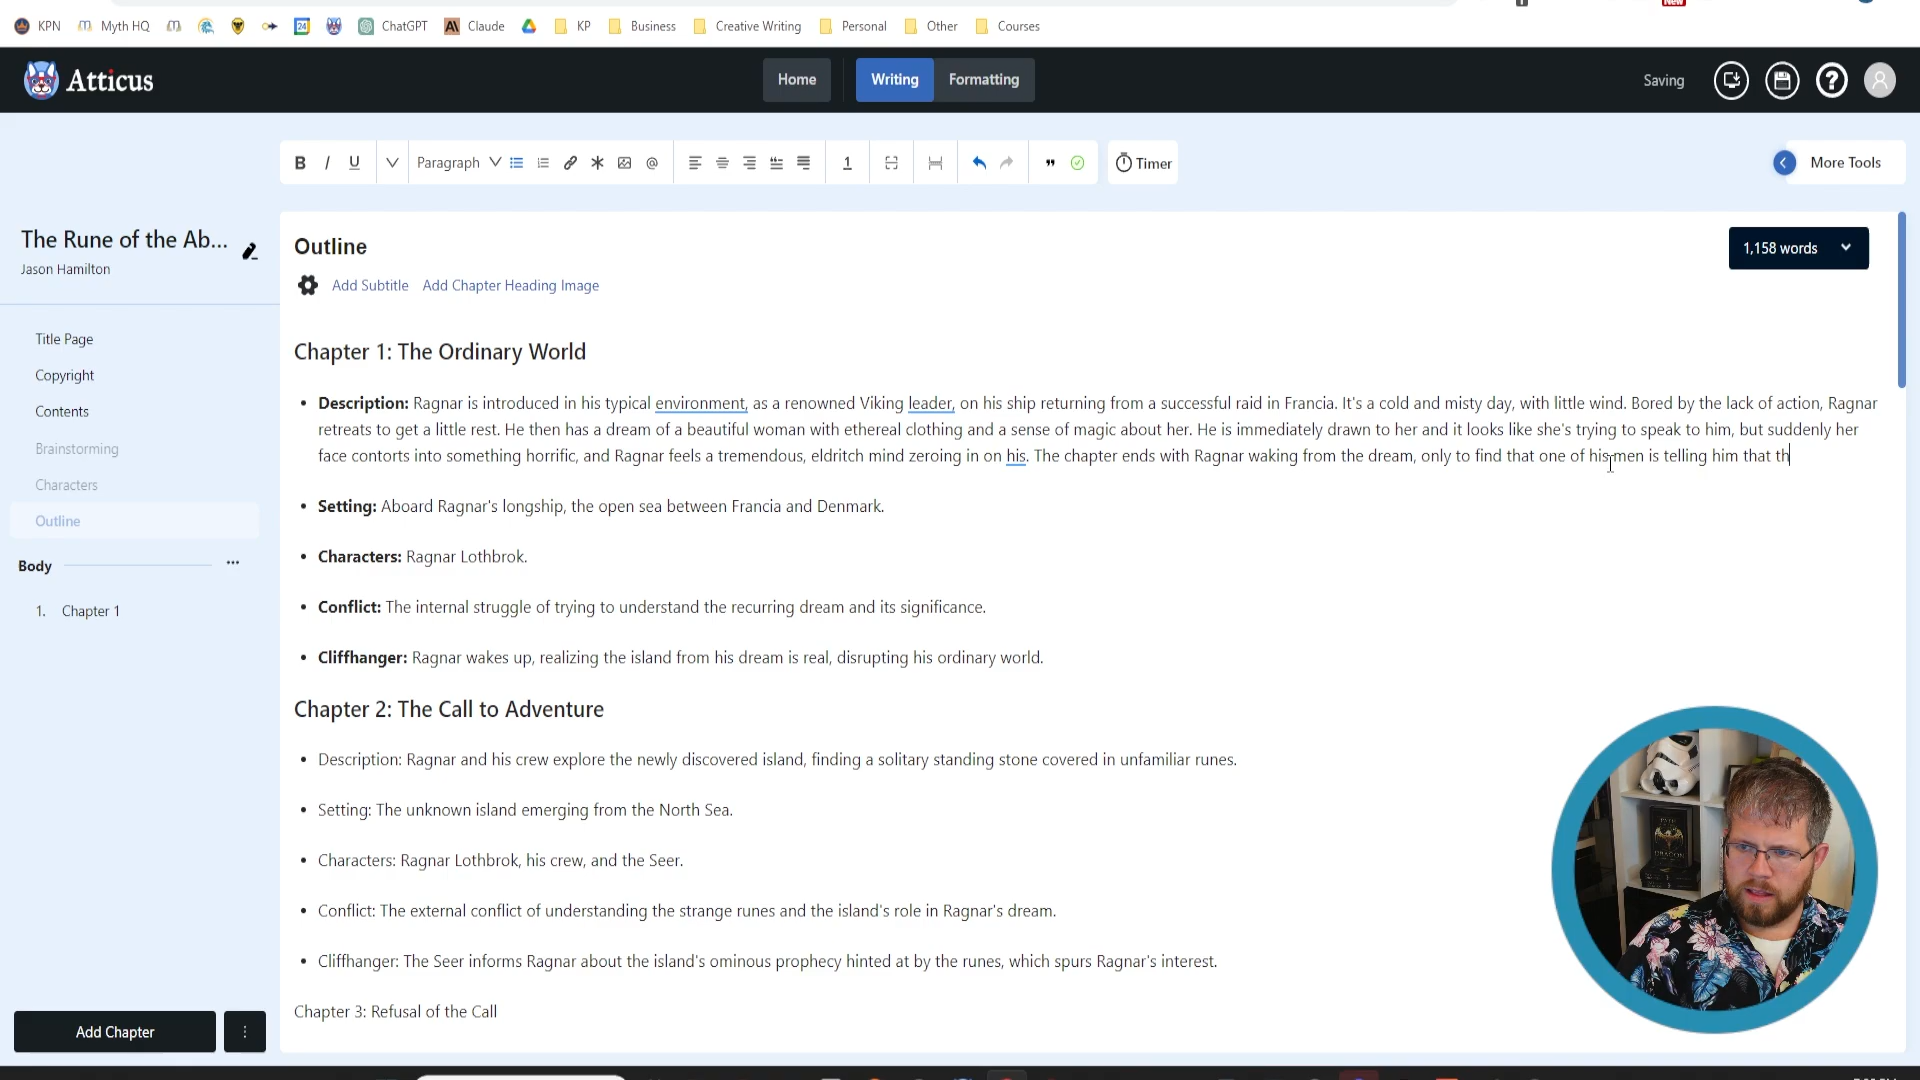 KPN Myth HQ 24 ChatGPT Claude KP Business Creative Writing Personal Other Courses
New
Atticus
Home Writing Formatting Saving
B I U Paragraph 1 Timer More Tools
The Rune of the Ab...
Jason Hamilton
Title Page
Copyright
Contents
Brainstorming
Characters
Outline
Body
1. Chapter 1
Add Chapter
Outline
1,158 words
Add Subtitle Add Chapter Heading Image
Chapter 1: The Ordinary World
• Description: Ragnar is introduced in his typical environment, as a renowned Viking leader, on his ship returning from a successful raid in Francia. It's a cold and misty day, with little wind. Bored by the lack of action, Ragnar
retreats to get a little rest. He then has a dream of a beautiful woman with ethereal clothing and a sense of magic about her. He is immediately drawn to her and it looks like she's trying to speak to him, but suddenly her
face contorts into something horrific, and Ragnar feels a tremendous, eldritch mind zeroing in on his. The chapter ends with Ragnar waking from the dream, only to find that one of his men is telling him that th
• Setting: Aboard Ragnar's longship, the open sea between Francia and Denmark.
• Characters: Ragnar Lothbrok.
• Conflict: The internal struggle of trying to understand the recurring dream and its significance.
• Cliffhanger: Ragnar wakes up, realizing the island from his dream is real, disrupting his ordinary world.
Chapter 2: The Call to Adventure
• Description: Ragnar and his crew explore the newly discovered island, finding a solitary standing stone covered in unfamiliar runes.
• Setting: The unknown island emerging from the North Sea.
• Characters: Ragnar Lothbrok, his crew, and the Seer.
• Conflict: The external conflict of understanding the strange runes and the island's role in Ragnar's dream.
• Cliffhanger: The Seer informs Ragnar about the island's ominous prophecy hinted at by the runes, which spurs Ragnar's interest.
Chapter 3: Refusal of the Call
DRAGON